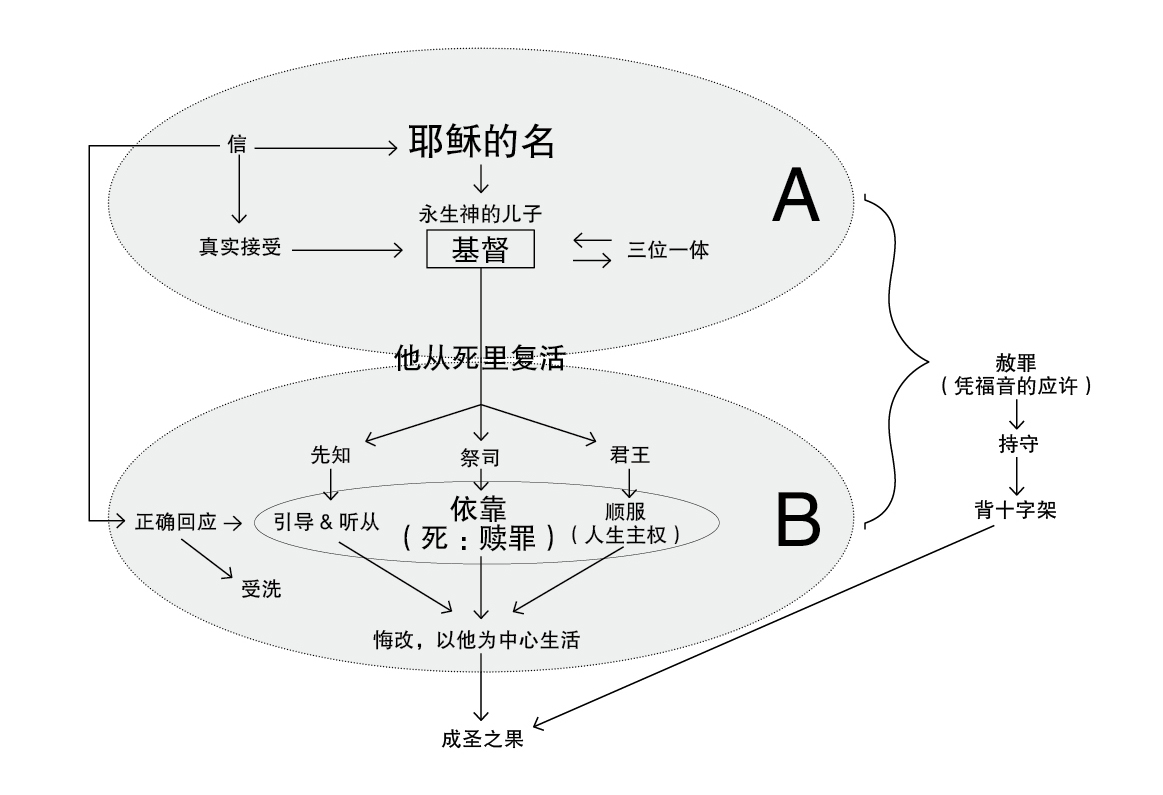 信
耶稣的名
A
永生神的儿子
真实接受
基督
三位一体
他从死里复活
赦罪
（凭福音的应许）
持守
背十字架
先知
祭司
君王
正确回应
引导 & 听从
依靠
（死：赎罪）
顺服
（人生主权）
B
受洗
悔改，以他为中心生活
成圣之果